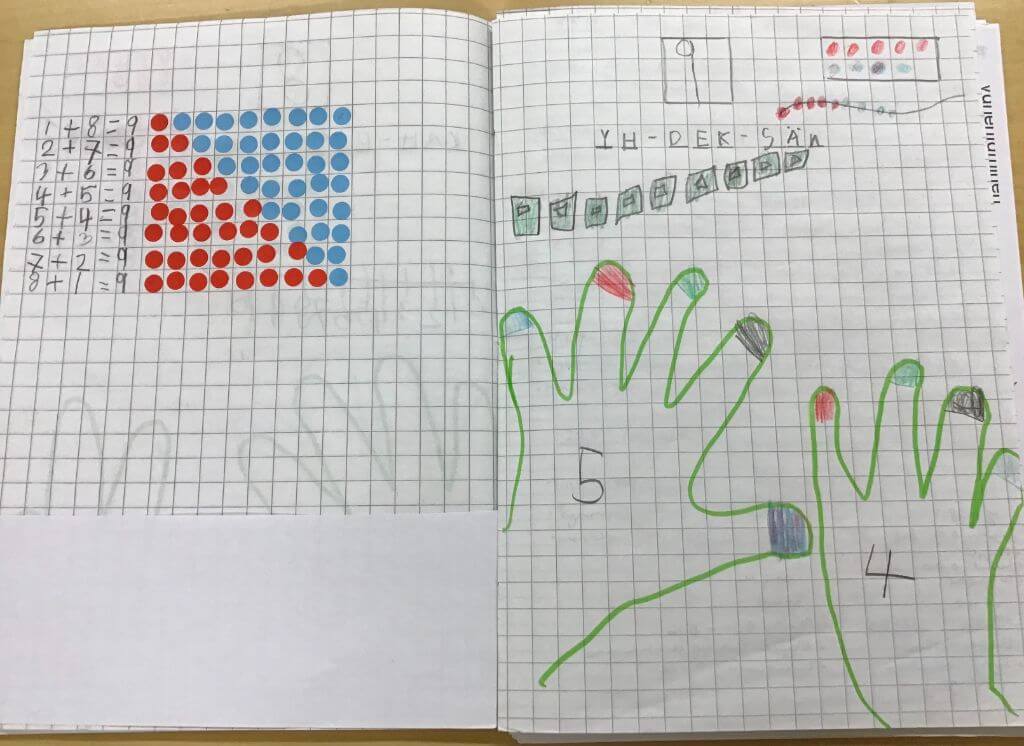 1 + 8 = 9
2 + 7 = 9
3 + 6 = 9
4 + 5 = 9
5 + 4 = 9
6 + 3 = 9
7 + 2 = 9
8 + 1 = 9
YH-DEK-SÄN
5
4